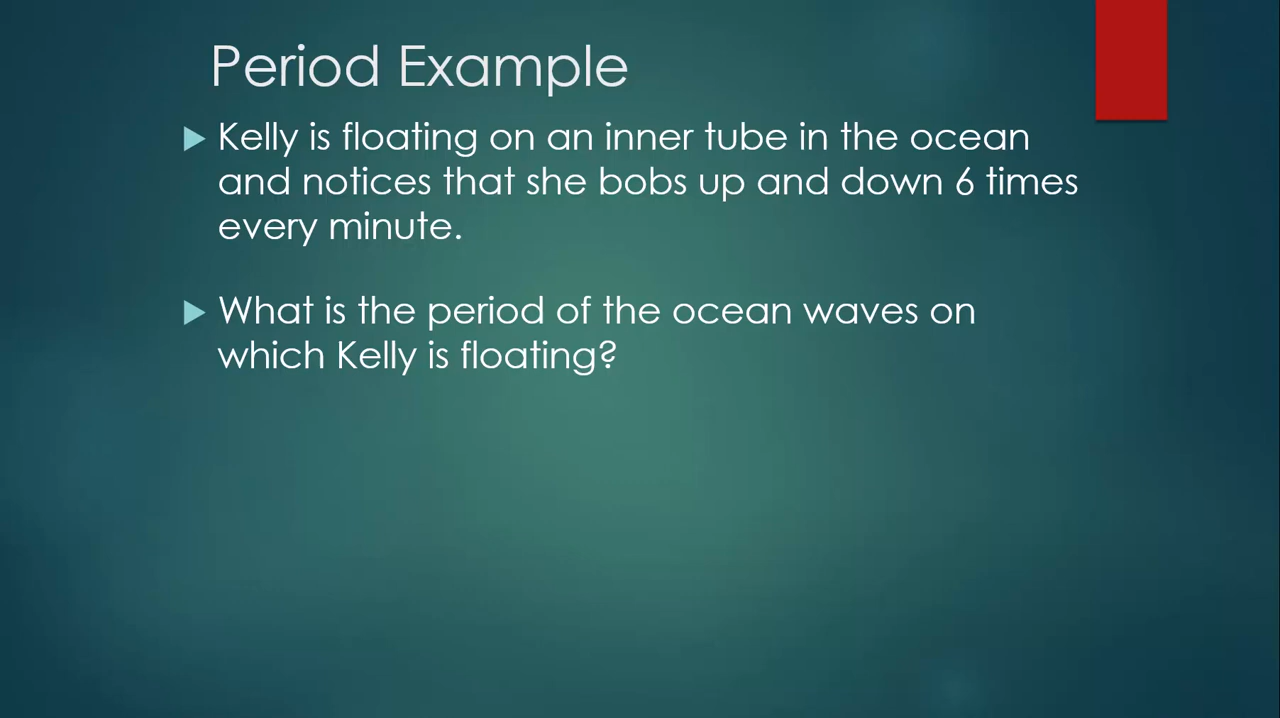 Period Example
Kelly is floating on an inner tube in the ocean
and notices that she bobs up and down 6 times
every minute.
What is the period of the ocean waves on
which Kelly is floating?